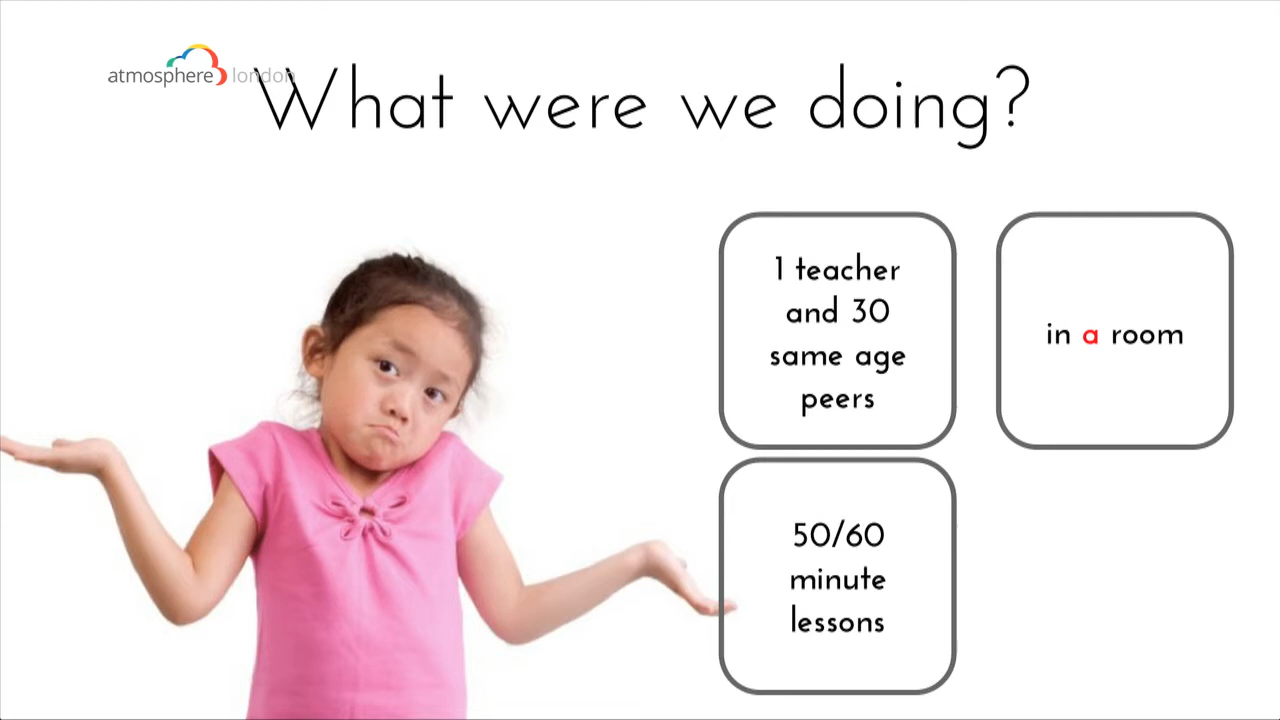 atmosphere london
What were we doing?
1 teacher
and 30
same age
peers
in a room
50/60
minute
lessons